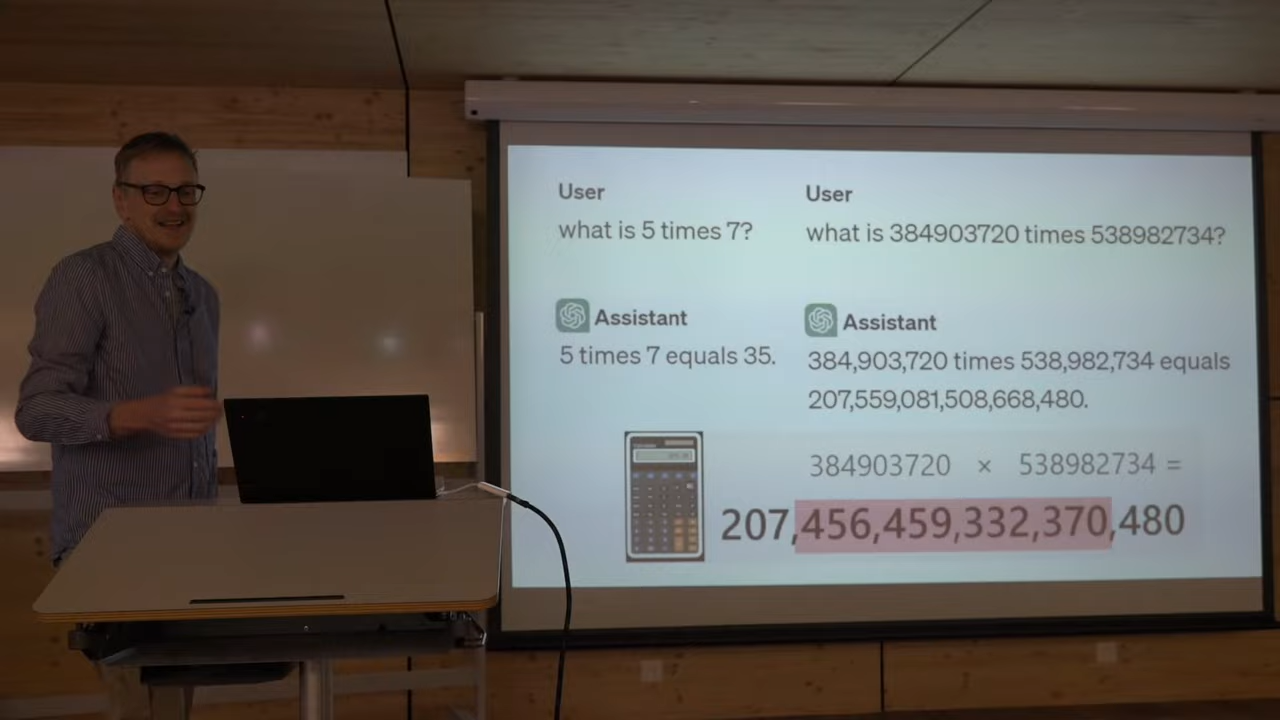 User
what is 5 times 7?
Assistant
5 times 7 equals 35.
User
what is 384903720 times 538982734?
Assistant
384,903,720 times 538,982,734 equals
207,559,081,508,668,480.
384903720 × 538982734 =
207,456,459,332,370,480